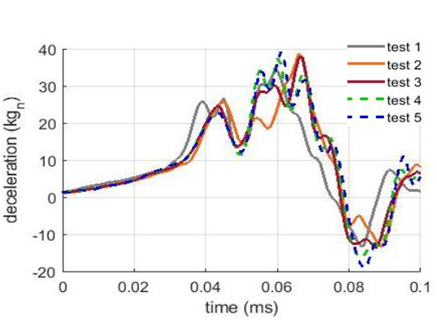 40
30
20
10
0
-10
-20
deceleration (kg_n)
0
0.02
0.04
0.06
0.08
0.1
time (ms)
test 1
test 2
test 3
test 4
test 5